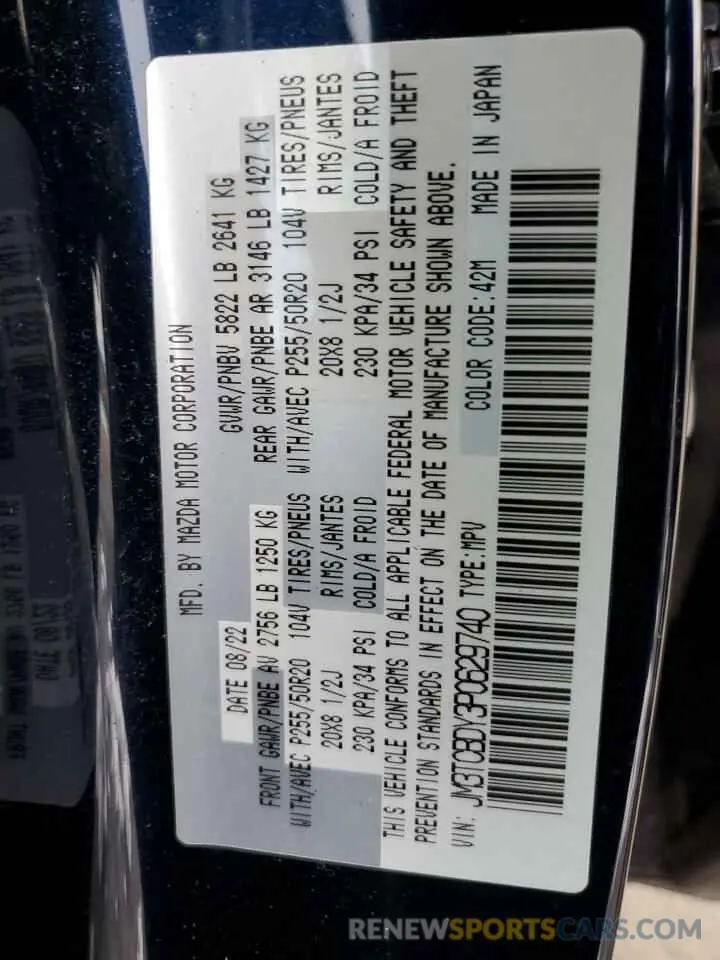 MFD. BY MAZDA MOTOR CORPORATION
DATE 08/22 GVWR/PNBV 5822 LB 2641 KG
FRONT GAWR/PNBE AV 2756 LB 1250 KG REAR GAWR/PNBE AR 3146 LB 1427 KG
WITH/AVEC P255/50R20 104V TIRES/PNEUS WITH/AVEC P255/50R20 104V TIRES/PNEUS
20X8 1/2J RIMS/JANTES 20X8 1/2J RIMS/JANTES
230 KPA/34 PSI COLD/A FROID 230 KPA/34 PSI COLD/A FROID
THIS VEHICLE CONFORMS TO ALL APPLICABLE FEDERAL MOTOR VEHICLE SAFETY AND THEFT
PREVENTION STANDARDS IN EFFECT ON THE DATE OF MANUFACTURE SHOWN ABOVE.
VIN: JM3TCBDY3P0629740 TYPE:MPV COLOR CODE:42M MADE IN JAPAN
RENEWSPORTSCARS.COM